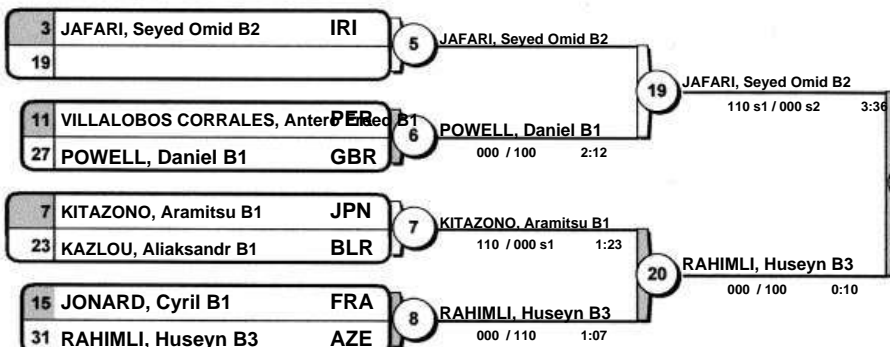 3 JAFARI, Seyed Omid B2 IRI
19
5
JAFARI, Seyed Omid B2
11 VILLALOBOS CORRALES, Antero B1 PER
27 POWELL, Daniel B1 GBR
6
POWELL, Daniel B1
000 / 100 2:12
19
JAFARI, Seyed Omid B2
110 s1 / 000 s2 3:36
7 KITAZONO, Aramitsu B1 JPN
23 KAZLOU, Aliaksandr B1 BLR
7
KITAZONO, Aramitsu B1
110 / 000 s1 1:23
15 JONARD, Cyril B1 FRA
31 RAHIMLI, Huseyn B3 AZE
8
RAHIMLI, Huseyn B3
000 / 110 1:07
20
RAHIMLI, Huseyn B3
000 / 100 0:10